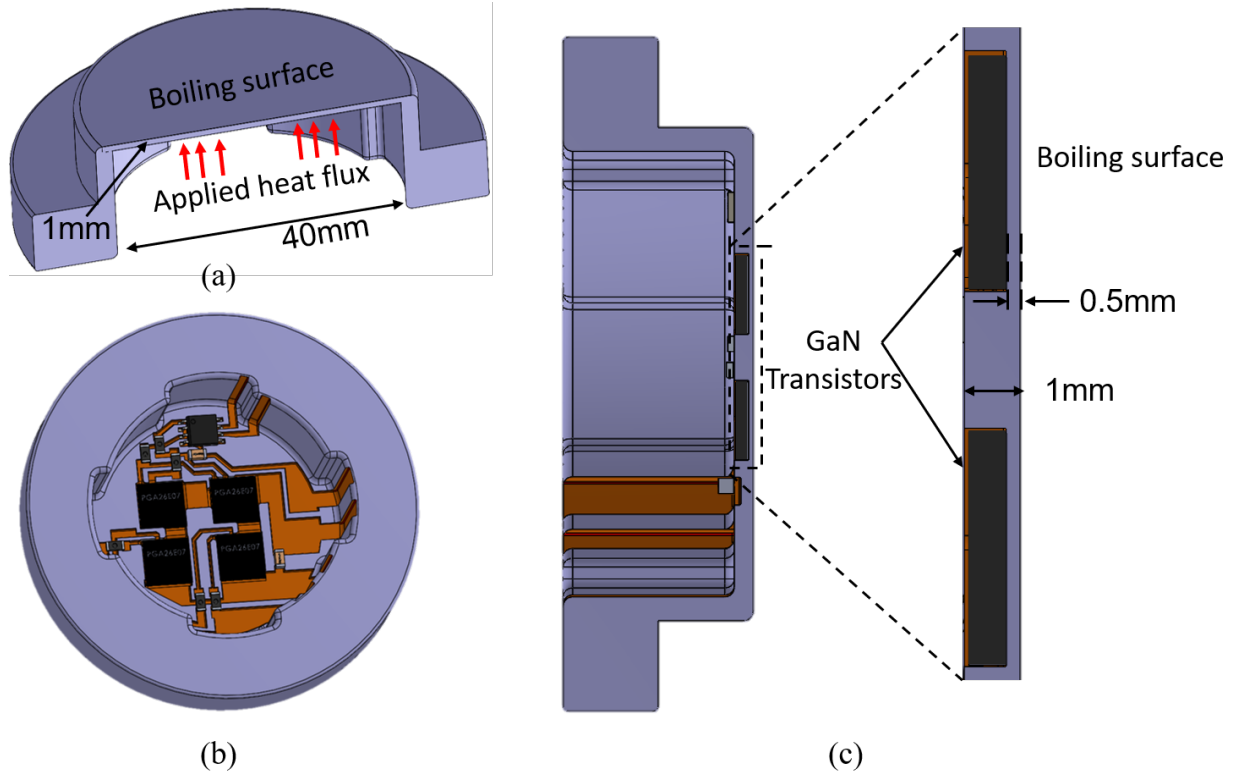 Boiling surface
Applied heat flux
1mm
40mm
(a)
PGA26E07
PGA26E07
PGA26E07
PGA26E07
(b)
Boiling surface
0.5mm
GaN
Transistors
1mm
(c)